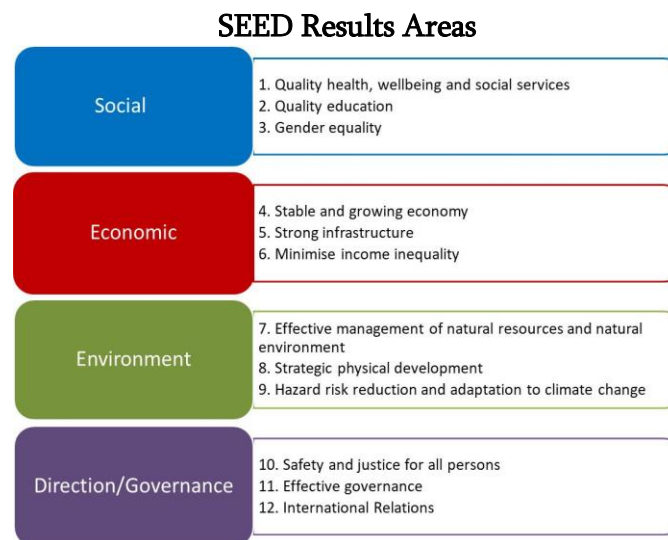 SEED Results Areas
Social
1. Quality health, wellbeing and social services
2. Quality education
3. Gender equality
Economic
4. Stable and growing economy
5. Strong infrastructure
6. Minimise income inequality
Environment
7. Effective management of natural resources and natural
environment
8. Strategic physical development
9. Hazard risk reduction and adaptation to climate change
Direction/Governance
10. Safety and justice for all persons
11. Effective governance
12. International Relations